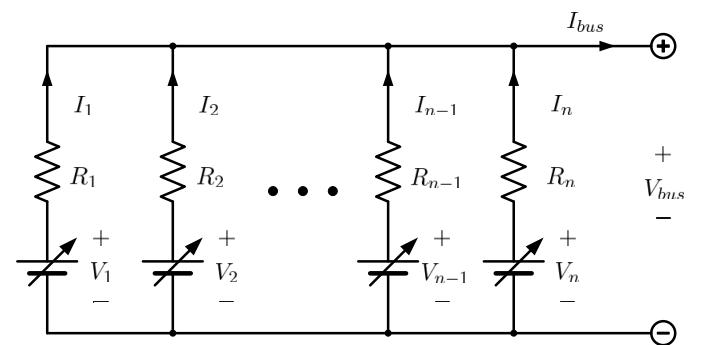 I_bus
+
I_1 I_2 I_{n−1} I_n
R_1 R_2 R_{n−1} R_n
+
V_bus
−
+ + + +
V_1 V_2 V_{n−1} V_n
− − − −
−